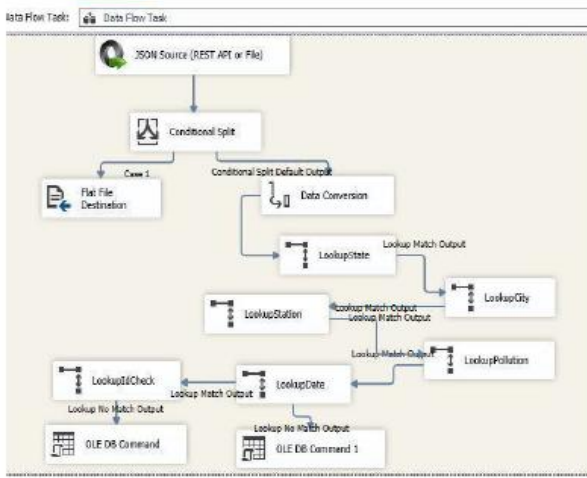 Data Flow Task:
Data Flow Task
JSON Source (REST API or File)
Conditional Split
Case 1
Conditional Split Default Output
Flat File
Destination
Data Conversion
Lookup Match Output
LookupState
LookupCity
Lookup Match Output
LookupStation
Lookup Match Output
Lookup Match Output
LookupPollution
LookupIdCheck
Lookup Match Output
LookupDate
Lookup No Match Output
Lookup No Match Output
OLE DB Command
OLE DB Command 1